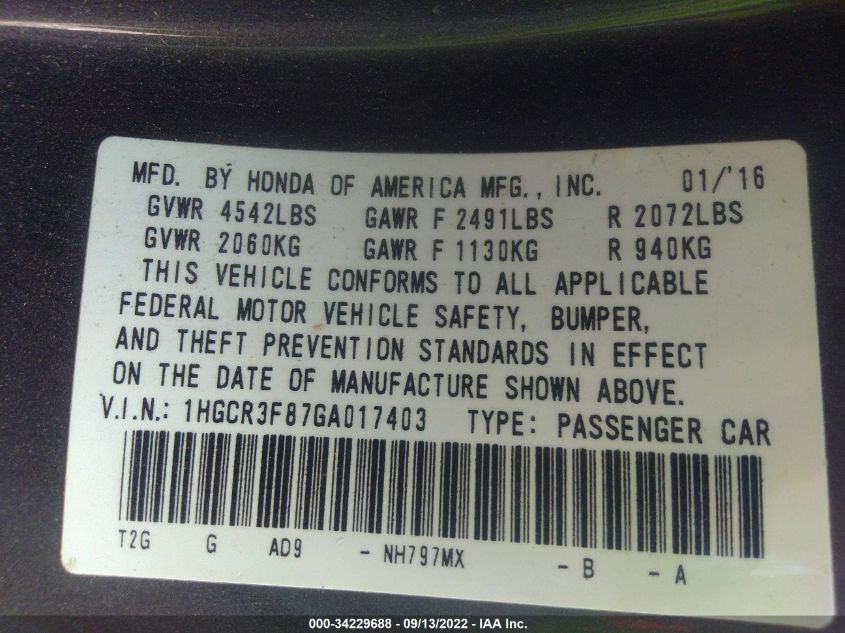 MFD. BY HONDA OF AMERICA MFG., INC. 01/'16
GVWR 4542LBS GAWR F 2491LBS R 2072LBS
GVWR 2060KG GAWR F 1130KG R 940KG
THIS VEHICLE CONFORMS TO ALL APPLICABLE
FEDERAL MOTOR VEHICLE SAFETY, BUMPER,
AND THEFT PREVENTION STANDARDS IN EFFECT
ON THE DATE OF MANUFACTURE SHOWN ABOVE.
V.I.N.: 1HGCR3F87GA017403 TYPE: PASSENGER CAR
T2G G AD9 - NH797MX - B - A
000-34229688 - 09/13/2022 - IAA Inc.